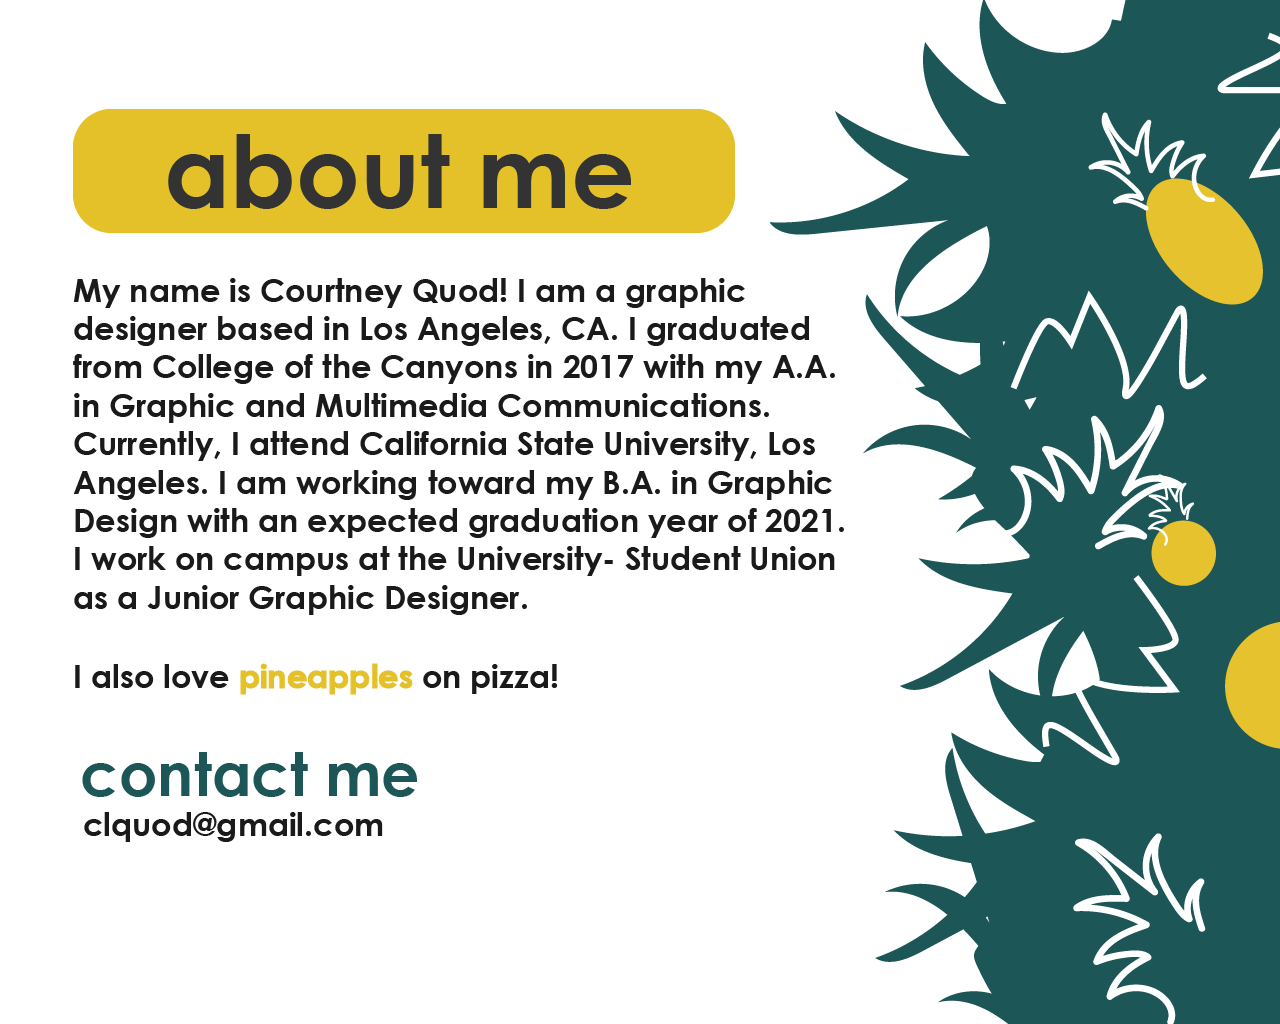 about me
My name is Courtney Quod! I am a graphic
designer based in Los Angeles, CA. I graduated
from College of the Canyons in 2017 with my A.A.
in Graphic and Multimedia Communications.
Currently, I attend California State University, Los
Angeles. I am working toward my B.A. in Graphic
Design with an expected graduation year of 2021.
I work on campus at the University- Student Union
as a Junior Graphic Designer.
I also love pineapples on pizza!
contact me
clquod@gmail.com